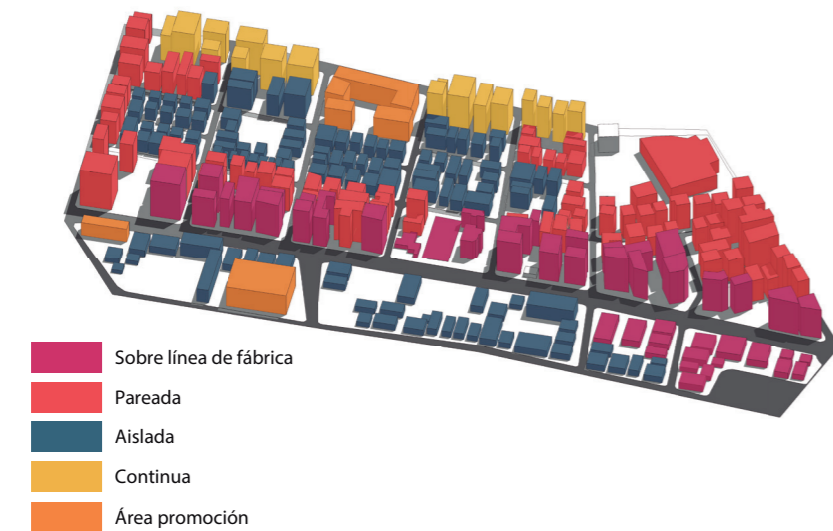 Sobre línea de fábrica
Pareada
Aislada
Continua
Área promoción